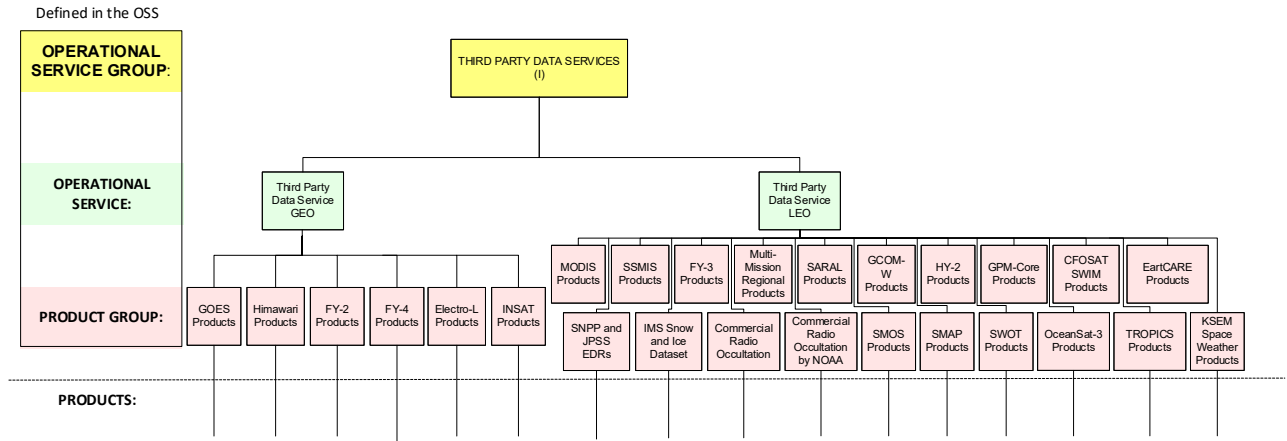 Defined in the OSS
OPERATIONAL
SERVICE GROUP:
THIRD PARTY DATA SERVICES
(I)
OPERATIONAL
SERVICE:
Third Party
Data Service
GEO
Third Party
Data Service
LEO
MODIS
Products
SSMIS
Products
FY-3
Products
Multi-
Mission
Regional
Products
SARAL
Products
GCOM-
W
Products
HY-2
Products
GPM-Core
Products
CFOSAT
SWIM
Products
EartCARE
Products
PRODUCT GROUP:
GOES
Products
Himawari
Products
FY-2
Products
FY-4
Products
Electro-L
Products
INSAT
Products
SNPP and
JPSS
EDRs
IMS Snow
and Ice
Dataset
Commercial
Radio
Occultation
Commercial
Radio
Occultation
by NOAA
SMOS
Products
SMAP
Products
SWOT
Products
OceanSat-3
Products
TROPICS
Products
KSEM
Space
Weather
Products
PRODUCTS: